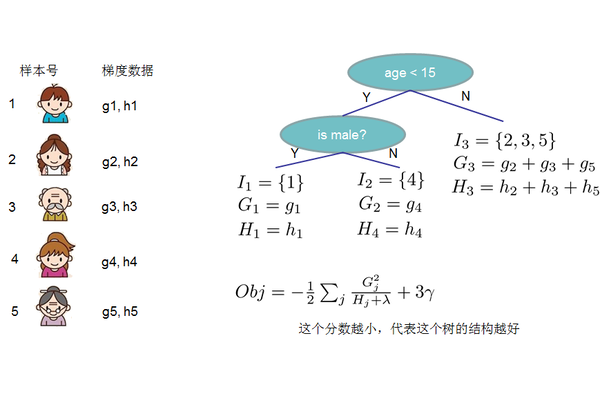 样本号 梯度数据
1 g1, h1
2 g2, h2
3 g3, h3
4 g4, h4
5 g5, h5
age < 15
Y N
is male?
Y N
I₁ = {1}
G₁ = g₁
H₁ = h₁
I₂ = {4}
G₂ = g₄
H₄ = h₄
I₃ = {2, 3, 5}
G₃ = g₂ + g₃ + g₅
H₃ = h₂ + h₃ + h₅
Obj = −½ ∑ⱼ Gⱼ²/(Hⱼ+λ) + 3γ
这个分数越小，代表这个树的结构越好